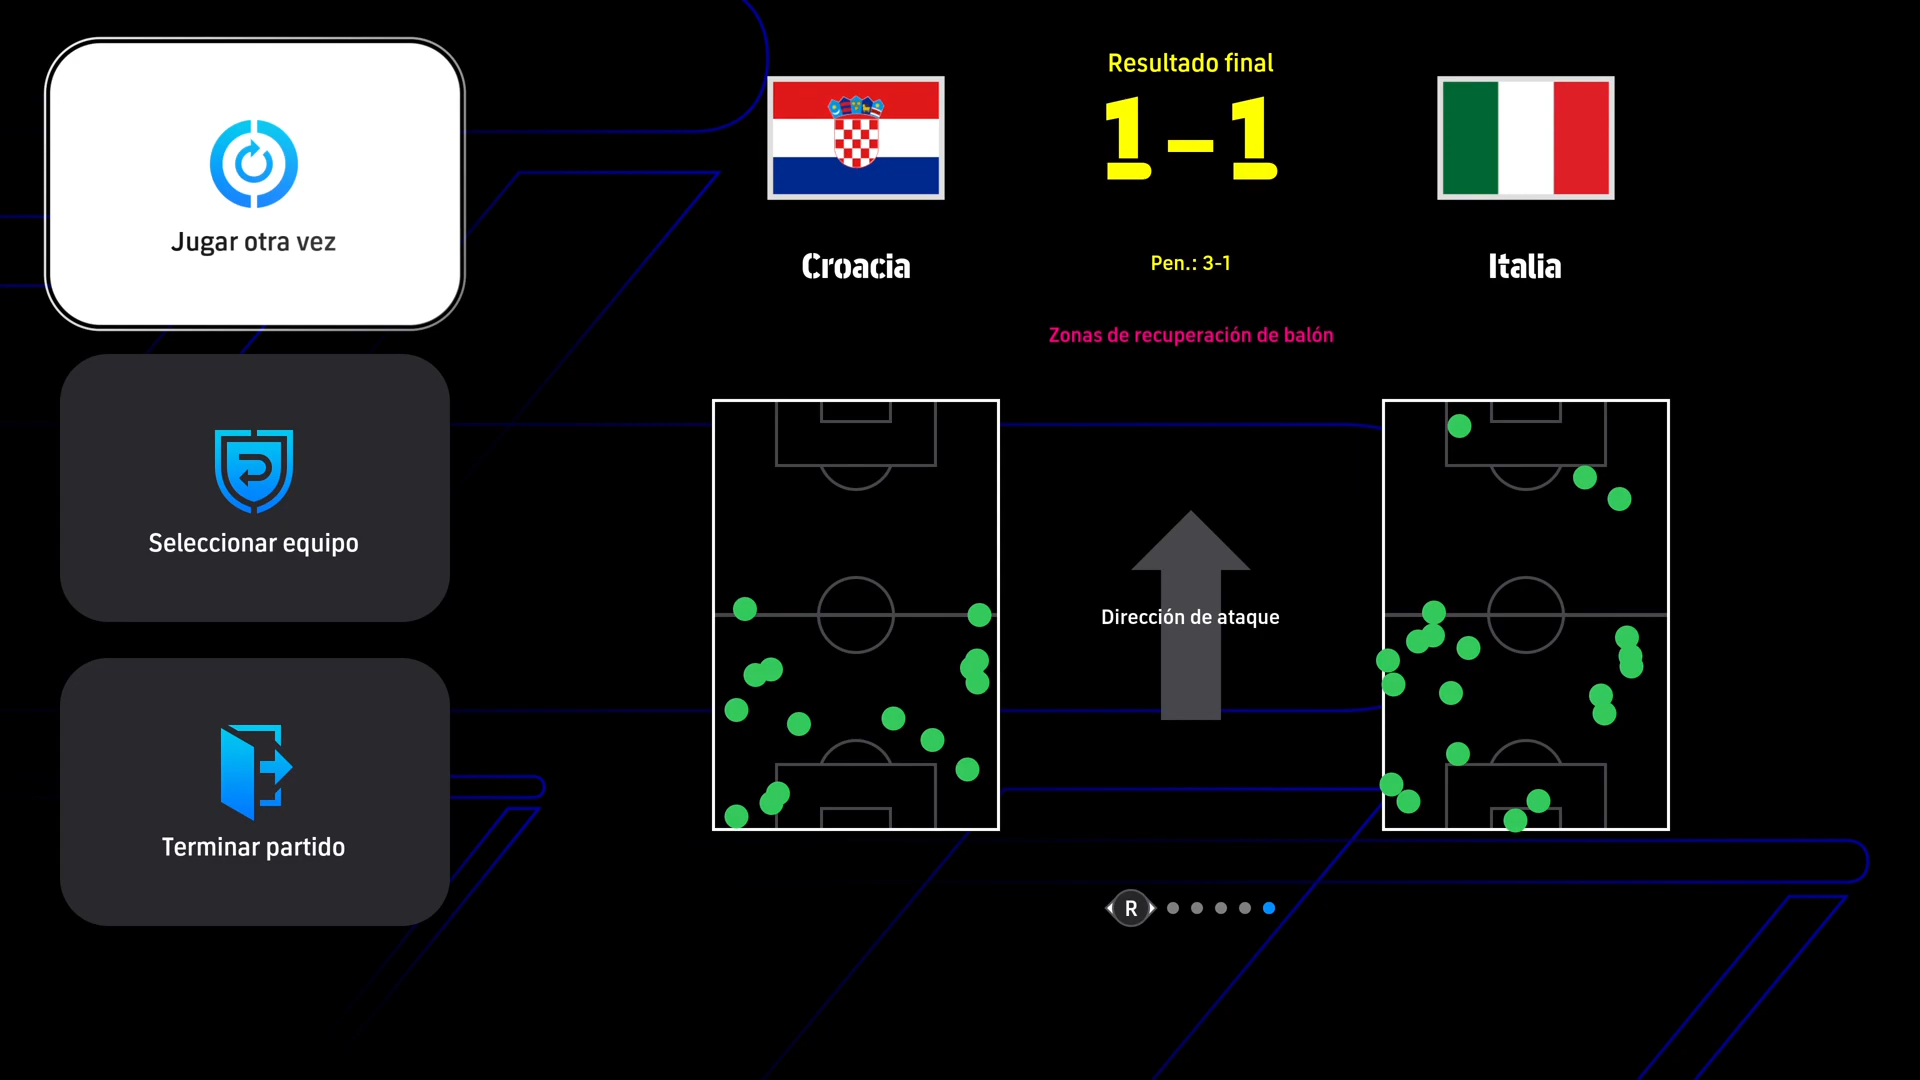 Jugar otra vez
Seleccionar equipo
Terminar partido
Resultado final
1-1
Croacia
Pen.: 3-1
Italia
Zonas de recuperación de balón
Dirección de ataque
R